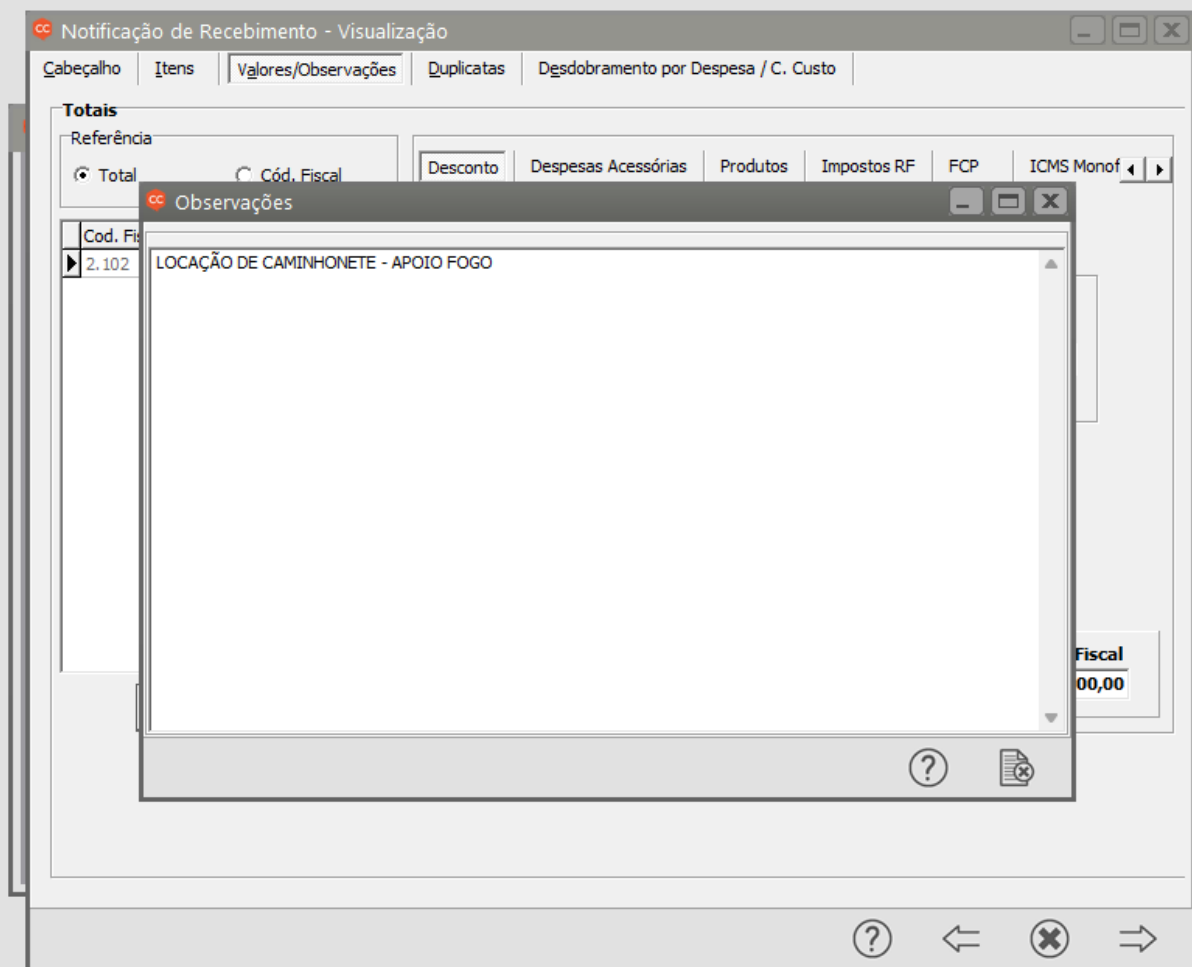 Notificação de Recebimento - Visualização
Cabeçalho Itens Valores/Observações Duplicatas Desdobramento por Despesa / C. Custo
Totais
Referência
Total Cód. Fiscal
Desconto Despesas Acessórias Produtos Impostos RF FCP ICMS Monof
Observações
Cod. Fis
2.102
LOCAÇÃO DE CAMINHONETE - APOIO FOGO
Fiscal
00,00